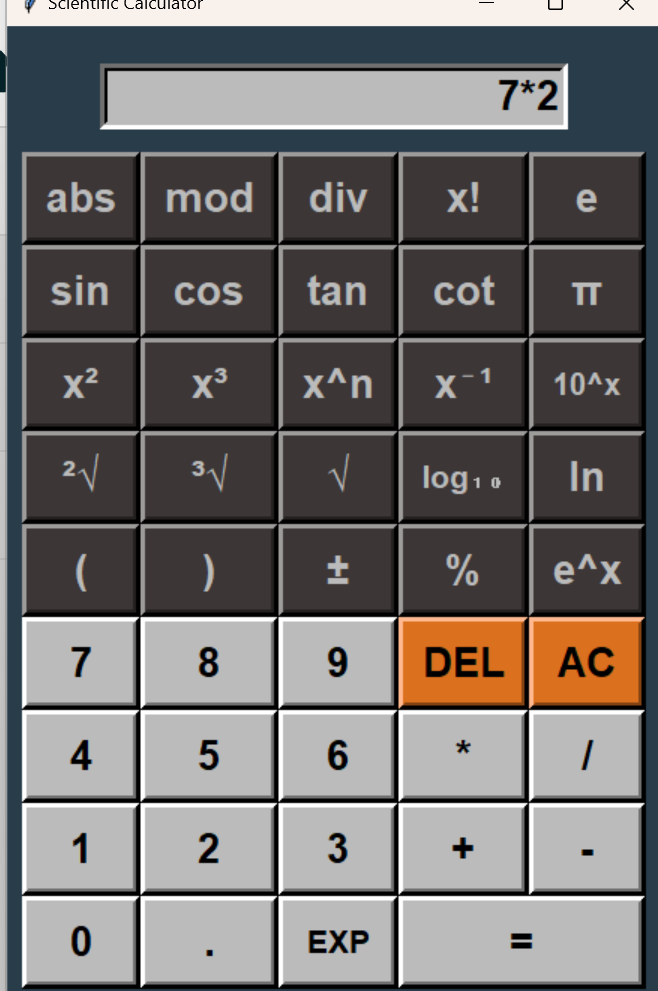 Scientific Calculator
7*2
abs mod div x! e
sin cos tan cot π
x² x³ x^n x⁻¹ 10^x
²√ ³√ √ log₁₀ ln
( ) ± % e^x
7 8 9 DEL AC
4 5 6 * /
1 2 3 + -
0 . EXP =